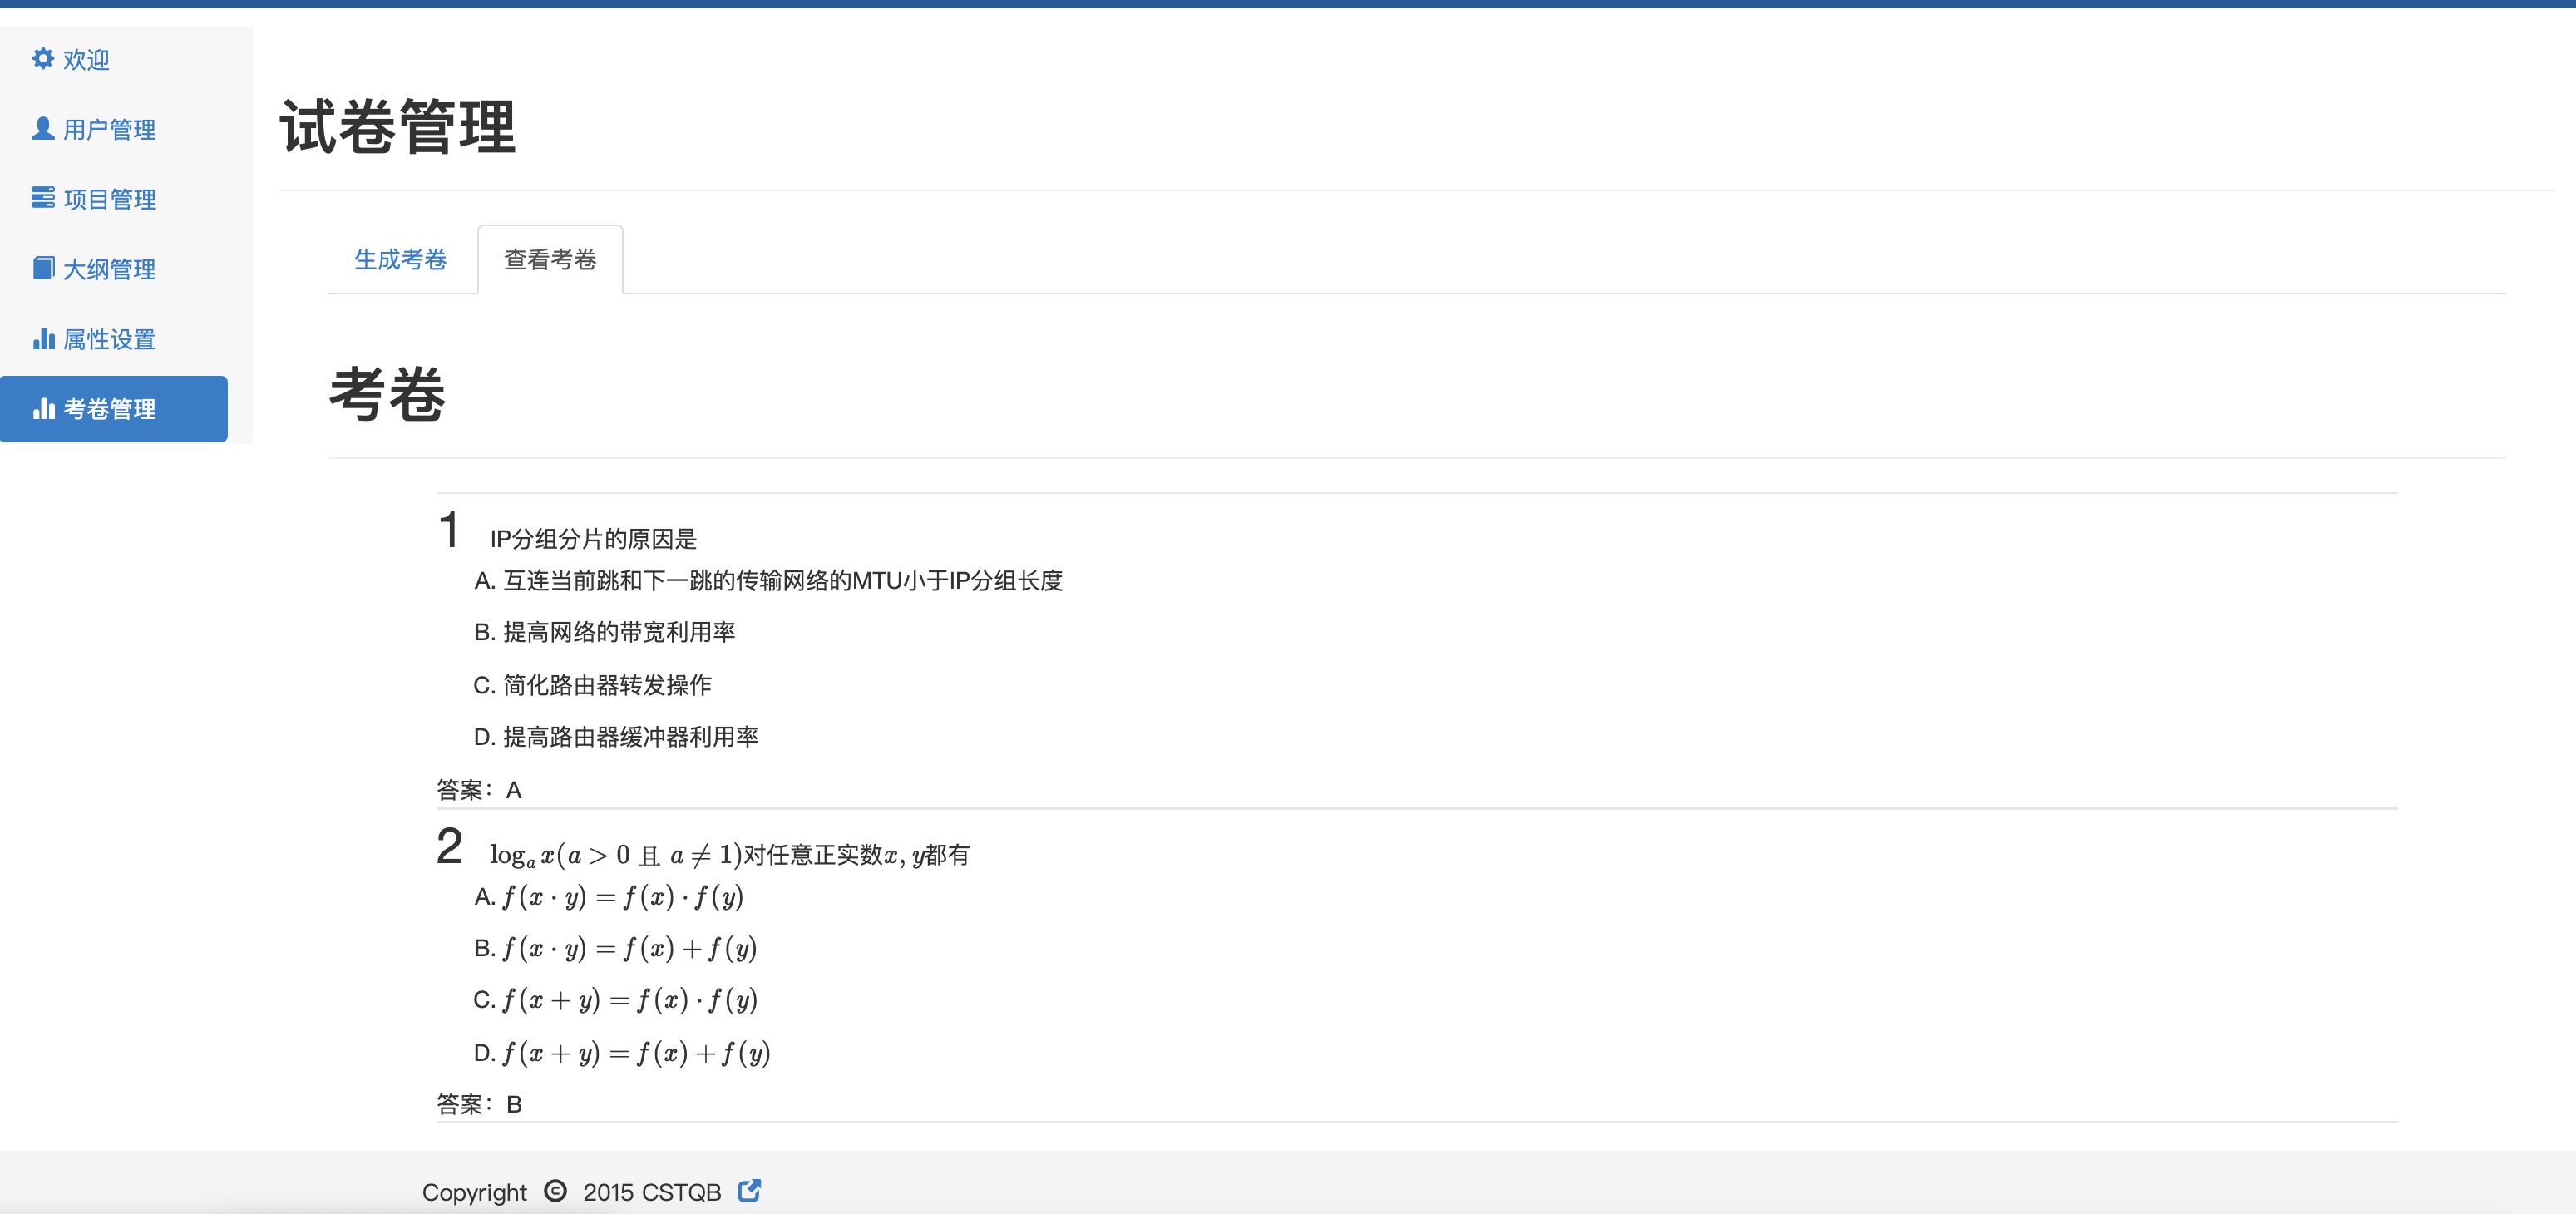 欢迎
用户管理
项目管理
大纲管理
属性设置
考卷管理
试卷管理
生成考卷
查看考卷
考卷
1 IP分组分片的原因是
A. 互连当前跳和下一跳的传输网络的MTU小于IP分组长度
B. 提高网络的带宽利用率
C. 简化路由器转发操作
D. 提高路由器缓冲器利用率
答案：A
2 logₐ x(a > 0 且 a ≠ 1)对任意正实数x, y都有
A. f(x · y) = f(x) · f(y)
B. f(x · y) = f(x) + f(y)
C. f(x + y) = f(x) · f(y)
D. f(x + y) = f(x) + f(y)
答案：B
Copyright © 2015 CSTQB